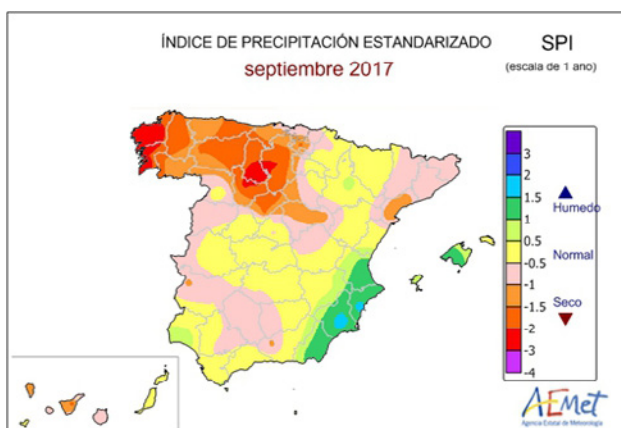 ÍNDICE DE PRECIPITACIÓN ESTANDARIZADO
septiembre 2017
SPI
(escala de 1 ano)
3
2
1.5
1
0.5
-0.5
-1
-1.5
-2
-3
-4
Humedo
Normal
Seco
AEMet
Agencia Estatal de Meteorología